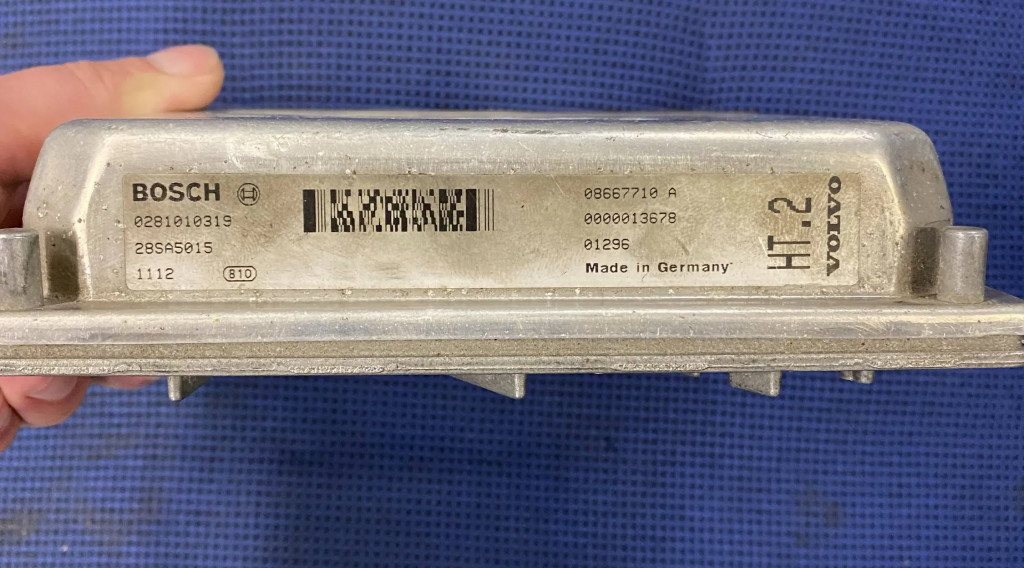 BOSCH
0281010319
28SA5015
1112 810
08667710 A
0000013678
01296
Made in Germany
HT.2
VOLVO